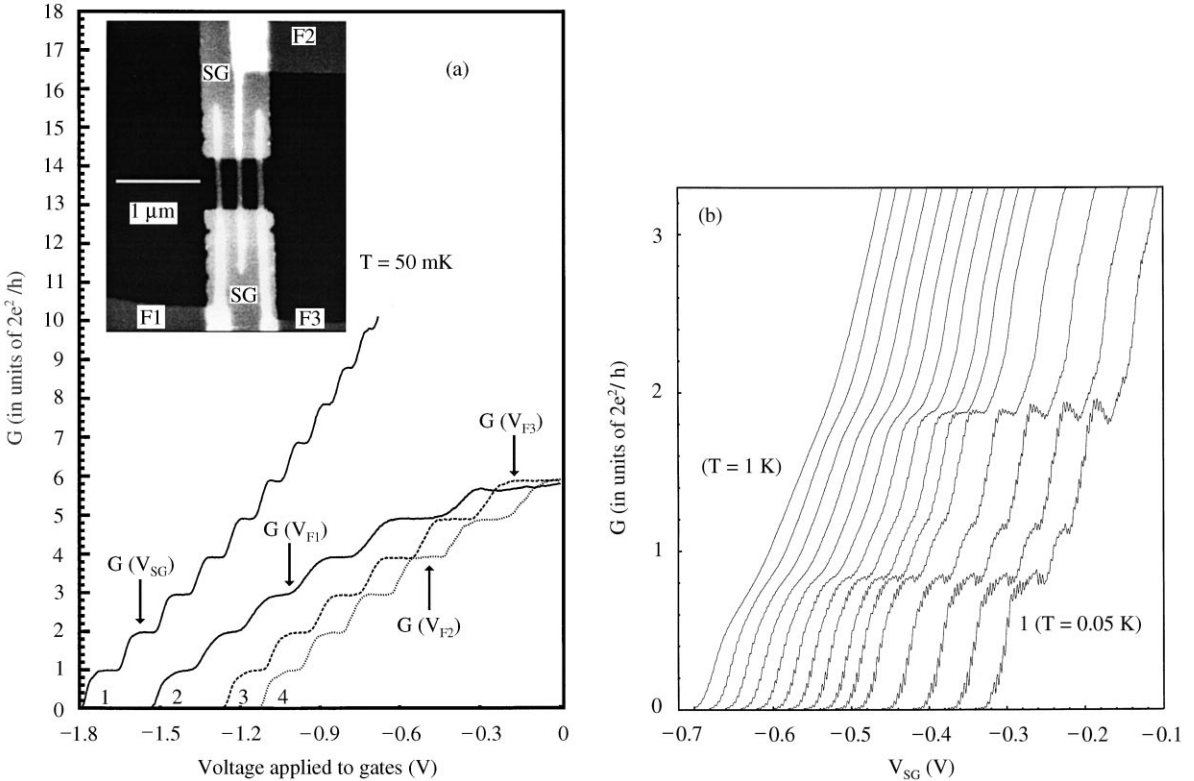 18
17
16
15
14
13
12
11
10
9
8
7
6
5
4
3
2
1
0
G (in units of 2e²/h)
F2
SG
(a)
1 µm
SG
F1
F3
T = 50 mK
G (V_F3)
G (V_F1)
G (V_SG)
G (V_F2)
1
2
3
4
−1.8
−1.5
−1.2
−0.9
−0.6
−0.3
0
Voltage applied to gates (V)
(b)
3
2
1
0
G (in units of 2e²/h)
(T = 1 K)
1 (T = 0.05 K)
−0.7
−0.6
−0.5
−0.4
−0.3
−0.2
−0.1
V_SG (V)